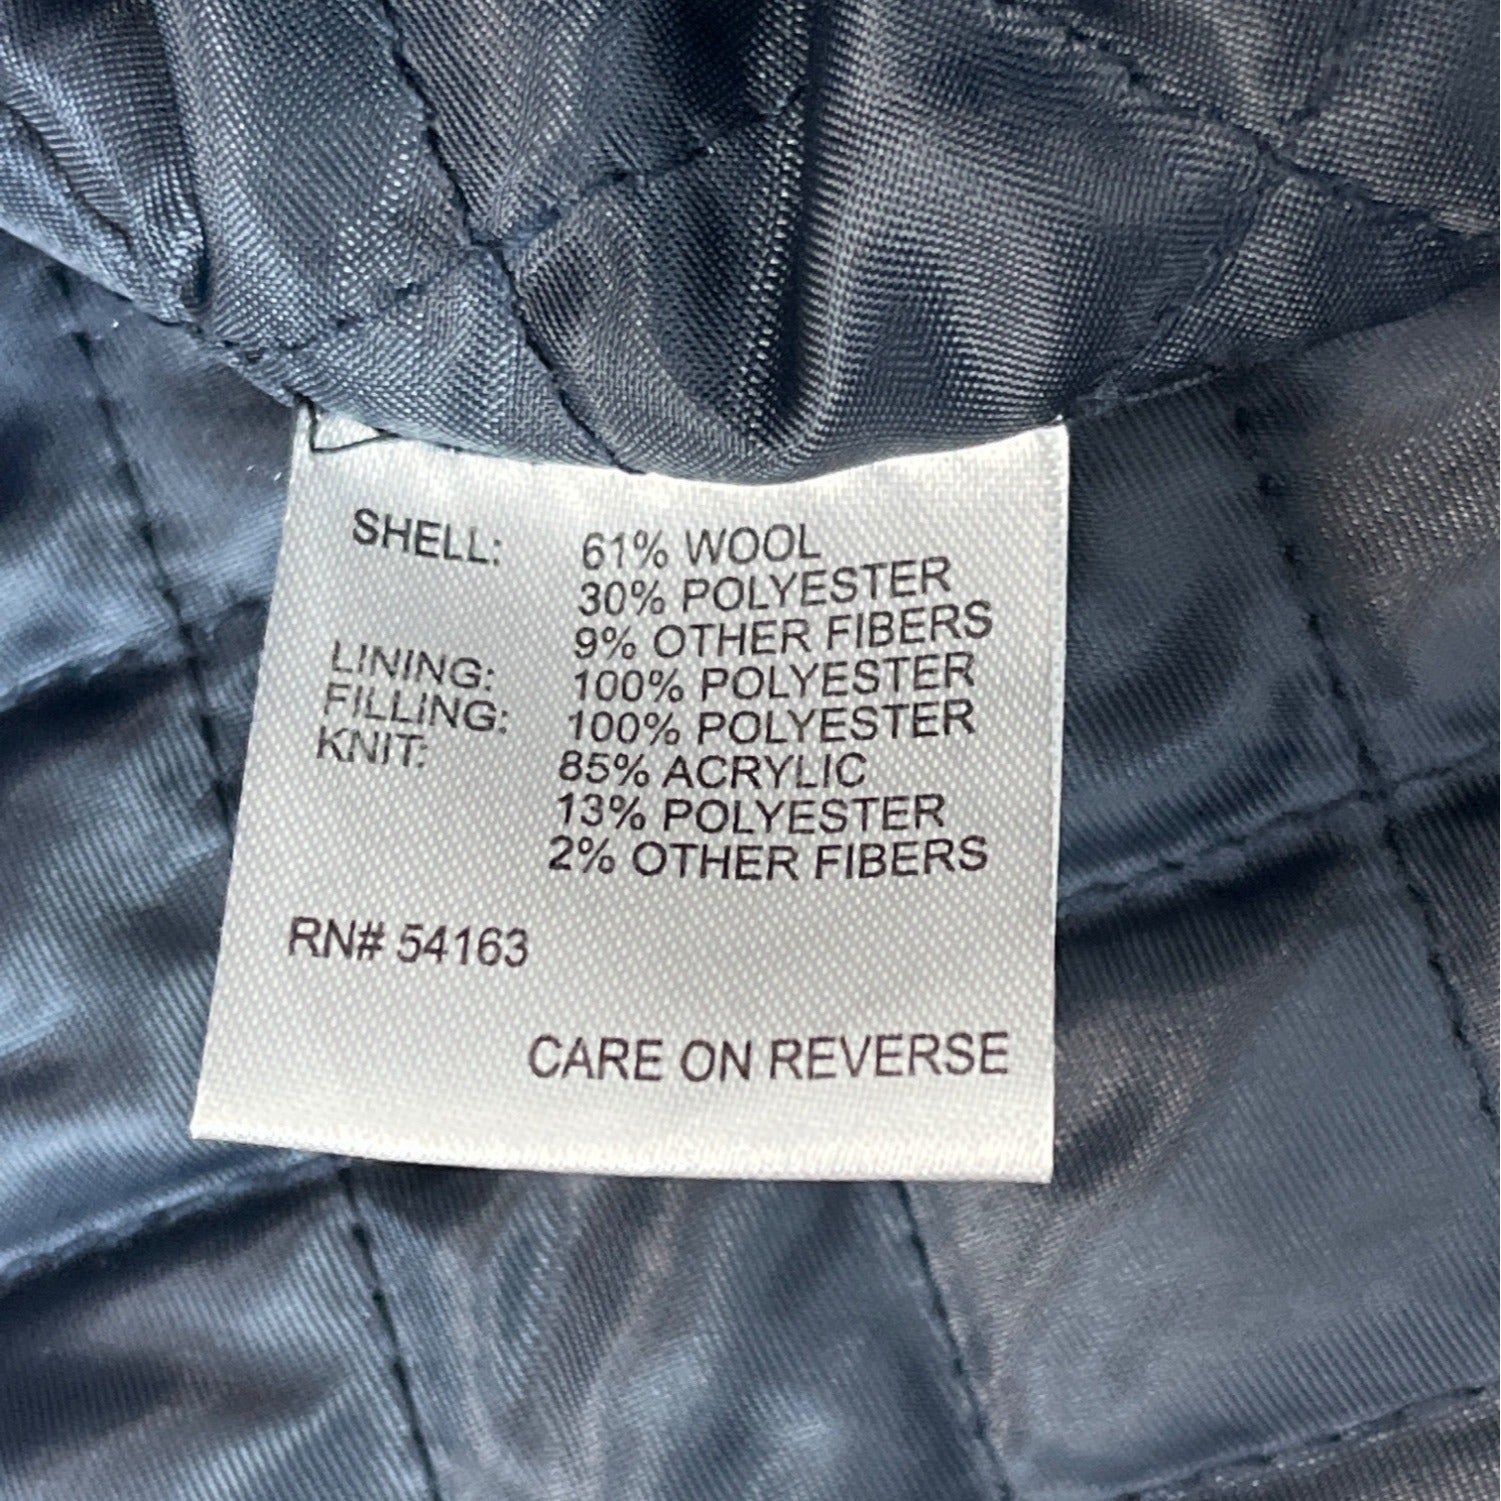 SHELL: 61% WOOL
30% POLYESTER
9% OTHER FIBERS
LINING: 100% POLYESTER
FILLING: 100% POLYESTER
KNIT: 85% ACRYLIC
13% POLYESTER
2% OTHER FIBERS
RN# 54163
CARE ON REVERSE